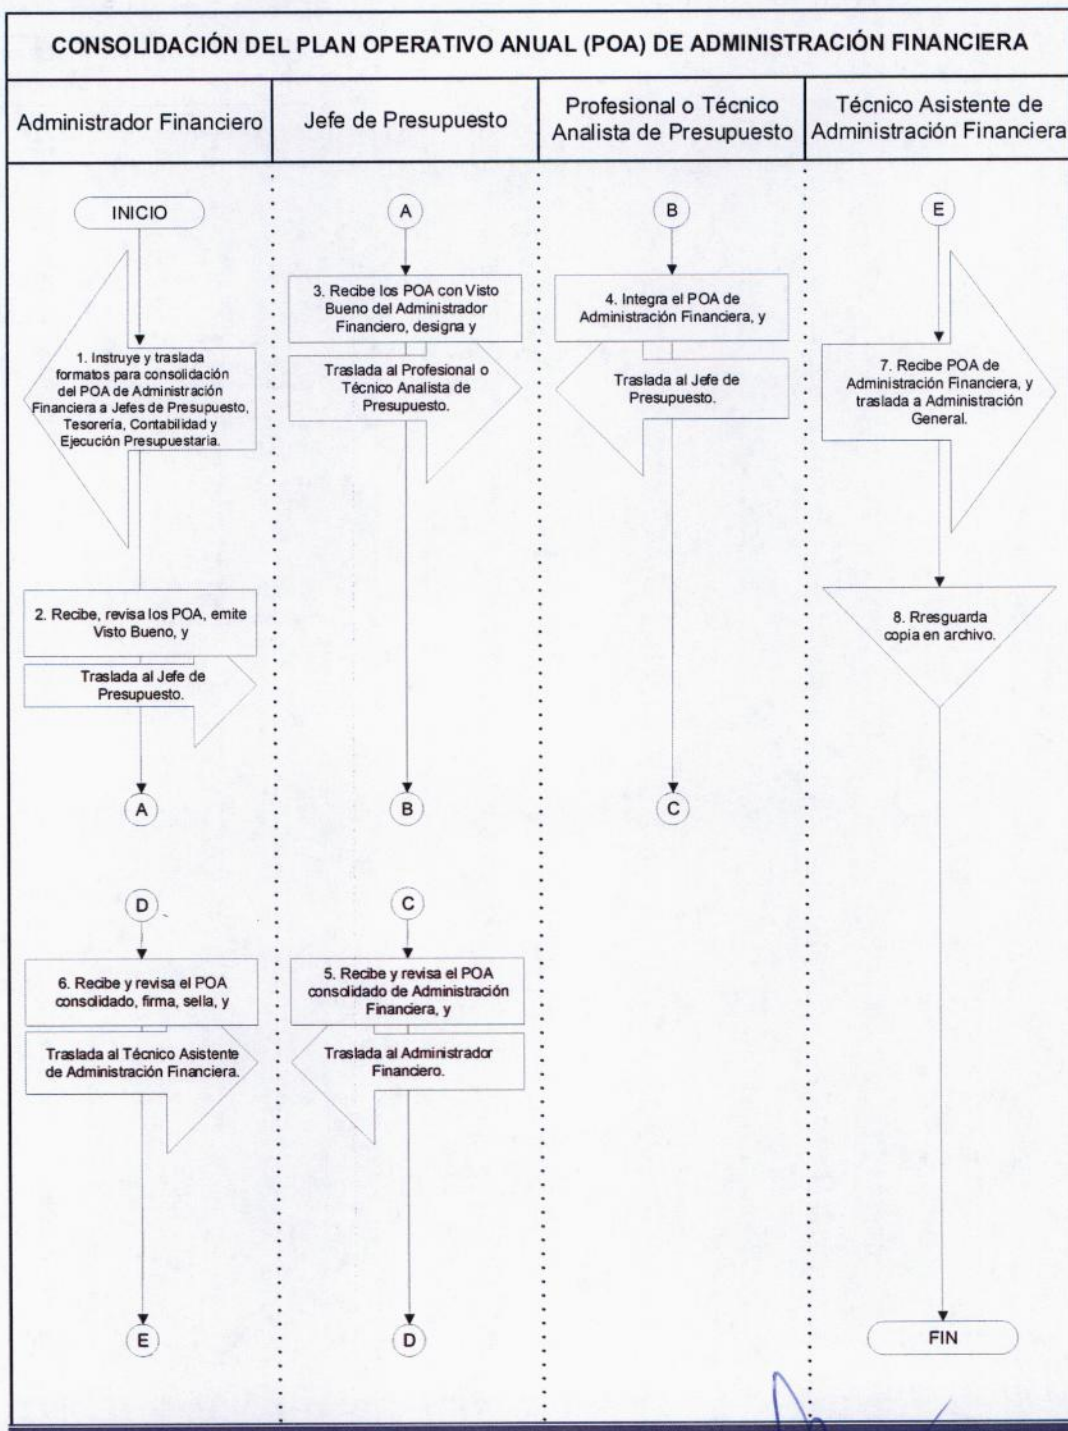 CONSOLIDACIÓN DEL PLAN OPERATIVO ANUAL (POA) DE ADMINISTRACIÓN FINANCIERA
Administrador Financiero
Jefe de Presupuesto
Profesional o Técnico
Analista de Presupuesto
Técnico Asistente de
Administración Financiera
INICIO
1. Instruye y traslada
formatos para consolidación
del POA de Administración
Financiera a Jefes de Presupuesto,
Tesorería, Contabilidad y
Ejecución Presupuestaria.
2. Recibe, revisa los POA, emite
Visto Bueno, y
Traslada al Jefe de
Presupuesto.
A
A
3. Recibe los POA con Visto
Bueno del Administrador
Financiero, designa y
Traslada al Profesional o
Técnico Analista de
Presupuesto.
B
B
4. Integra el POA de
Administración Financiera, y
Traslada al Jefe de
Presupuesto.
C
C
5. Recibe y revisa el POA
consolidado de Administración
Financiera, y
Traslada al Administrador
Financiero.
D
D
6. Recibe y revisa el POA
consolidado, firma, sella, y
Traslada al Técnico Asistente
de Administración Financiera.
E
E
7. Recibe POA de
Administración Financiera, y
traslada a Administración
General.
8. Rresguarda
copia en archivo.
FIN